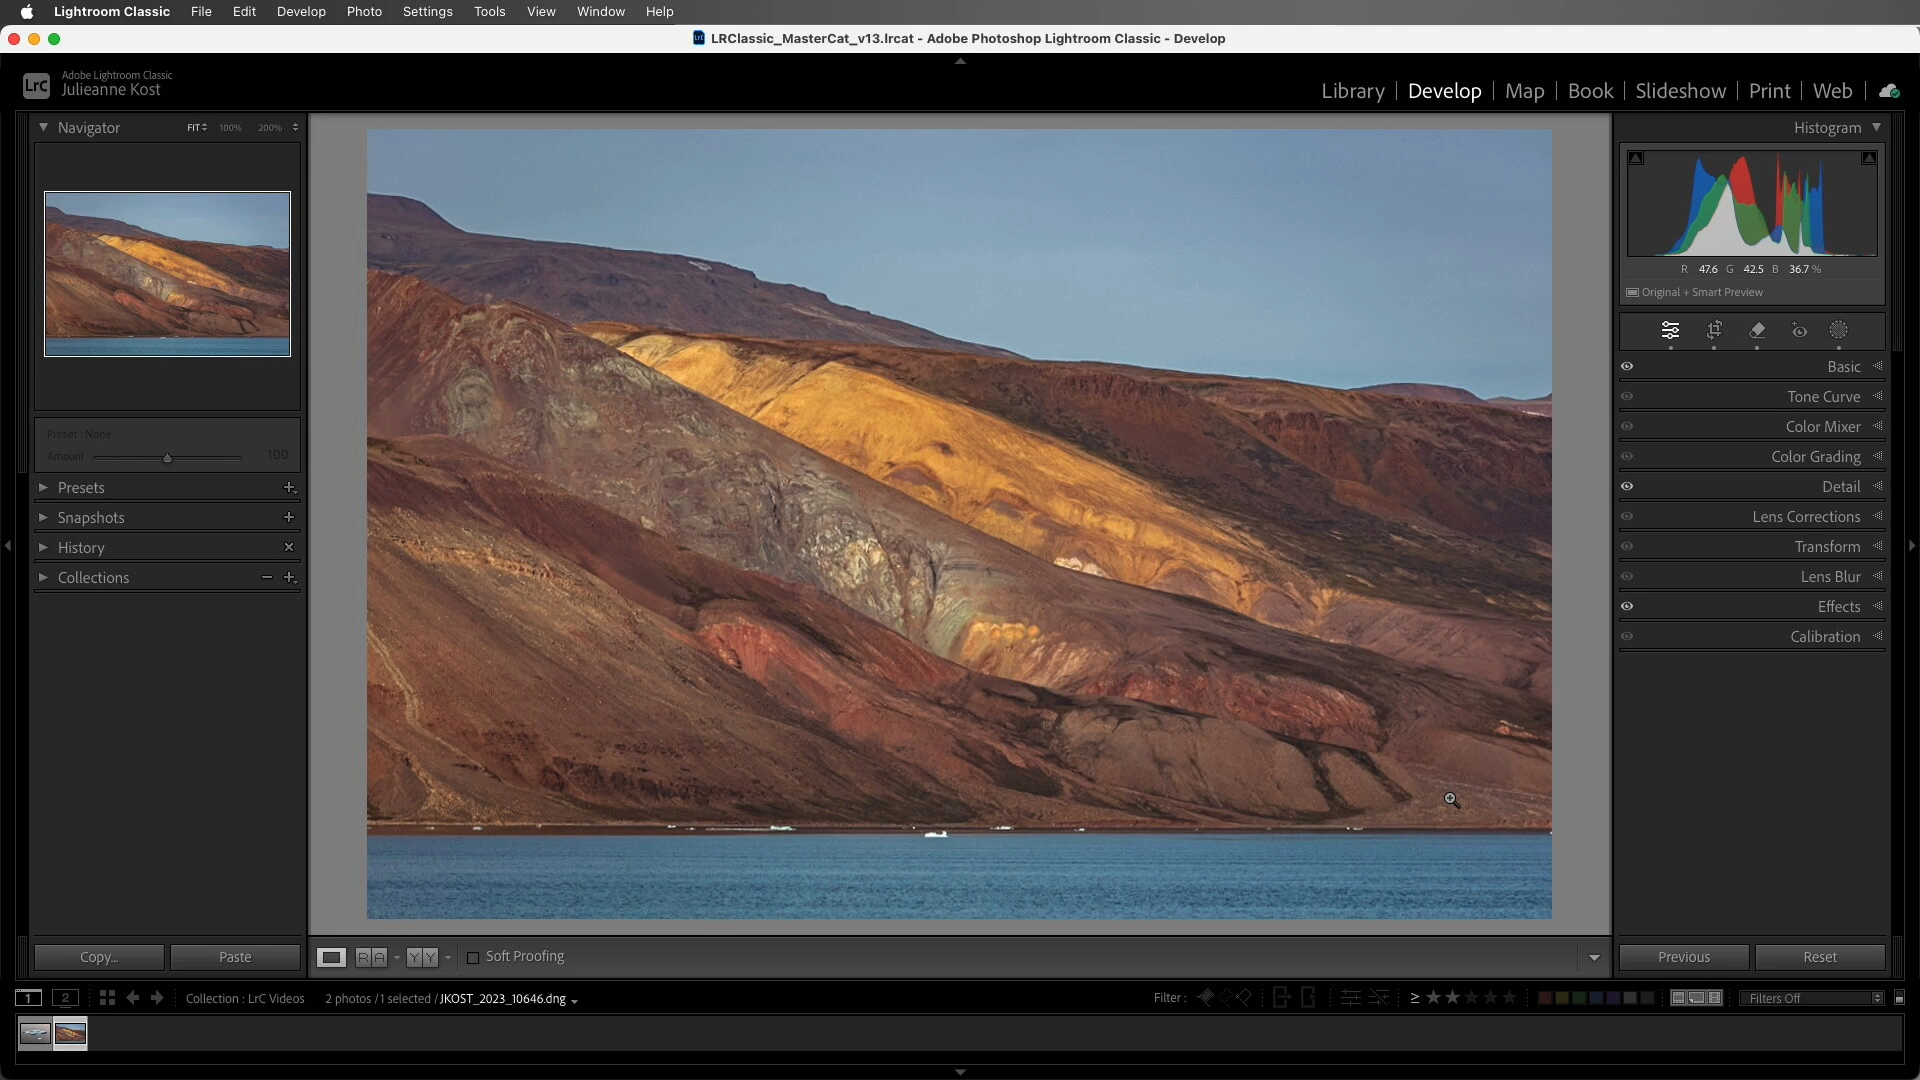 Lightroom Classic File Edit Develop Photo Settings Tools View Window Help
LRClassic_MasterCat_v13.lrcat - Adobe Photoshop Lightroom Classic - Develop
LrC
Adobe Lightroom Classic
Julieanne Kost
Library Develop Map Book Slideshow Print Web
Navigator FIT 100% 200%
Preset : None
Amount 100
Presets
Snapshots
History
Collections
Copy... Paste
Soft Proofing
Histogram
R 47.6 G 42.5 B 36.7 %
Original + Smart Preview
Basic
Tone Curve
Color Mixer
Color Grading
Detail
Lens Corrections
Transform
Lens Blur
Effects
Calibration
Previous Reset
1 2 Collection : LrC Videos 2 photos / 1 selected / JKOST_2023_10646.dng
Filter : ≥ Filters Off